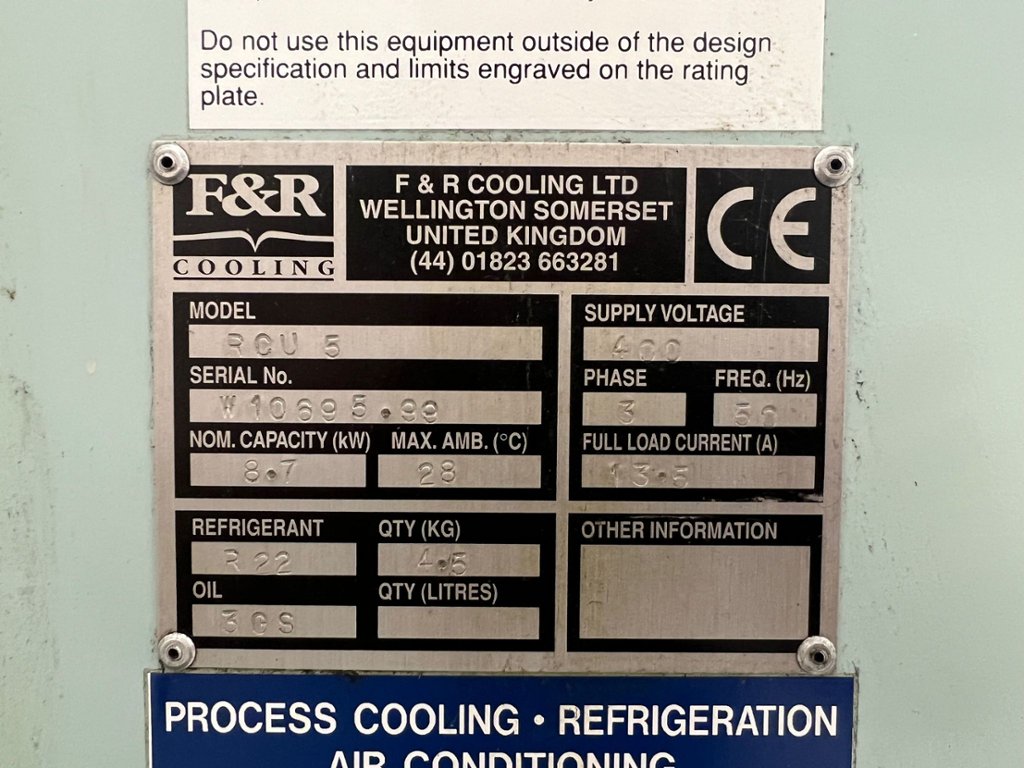 Do not use this equipment outside of the design
specification and limits engraved on the rating
plate.
F&R
COOLING
F & R COOLING LTD
WELLINGTON SOMERSET
UNITED KINGDOM
(44) 01823 663281
CE
MODEL
RCU 5
SERIAL No.
W10695.99
NOM. CAPACITY (kW) MAX. AMB. (°C)
8.7 28
SUPPLY VOLTAGE
400
PHASE FREQ. (Hz)
3 50
FULL LOAD CURRENT (A)
13.5
REFRIGERANT QTY (KG)
R22 4.5
OIL QTY (LITRES)
3GS
OTHER INFORMATION
PROCESS COOLING · REFRIGERATION
AIR CONDITIONING